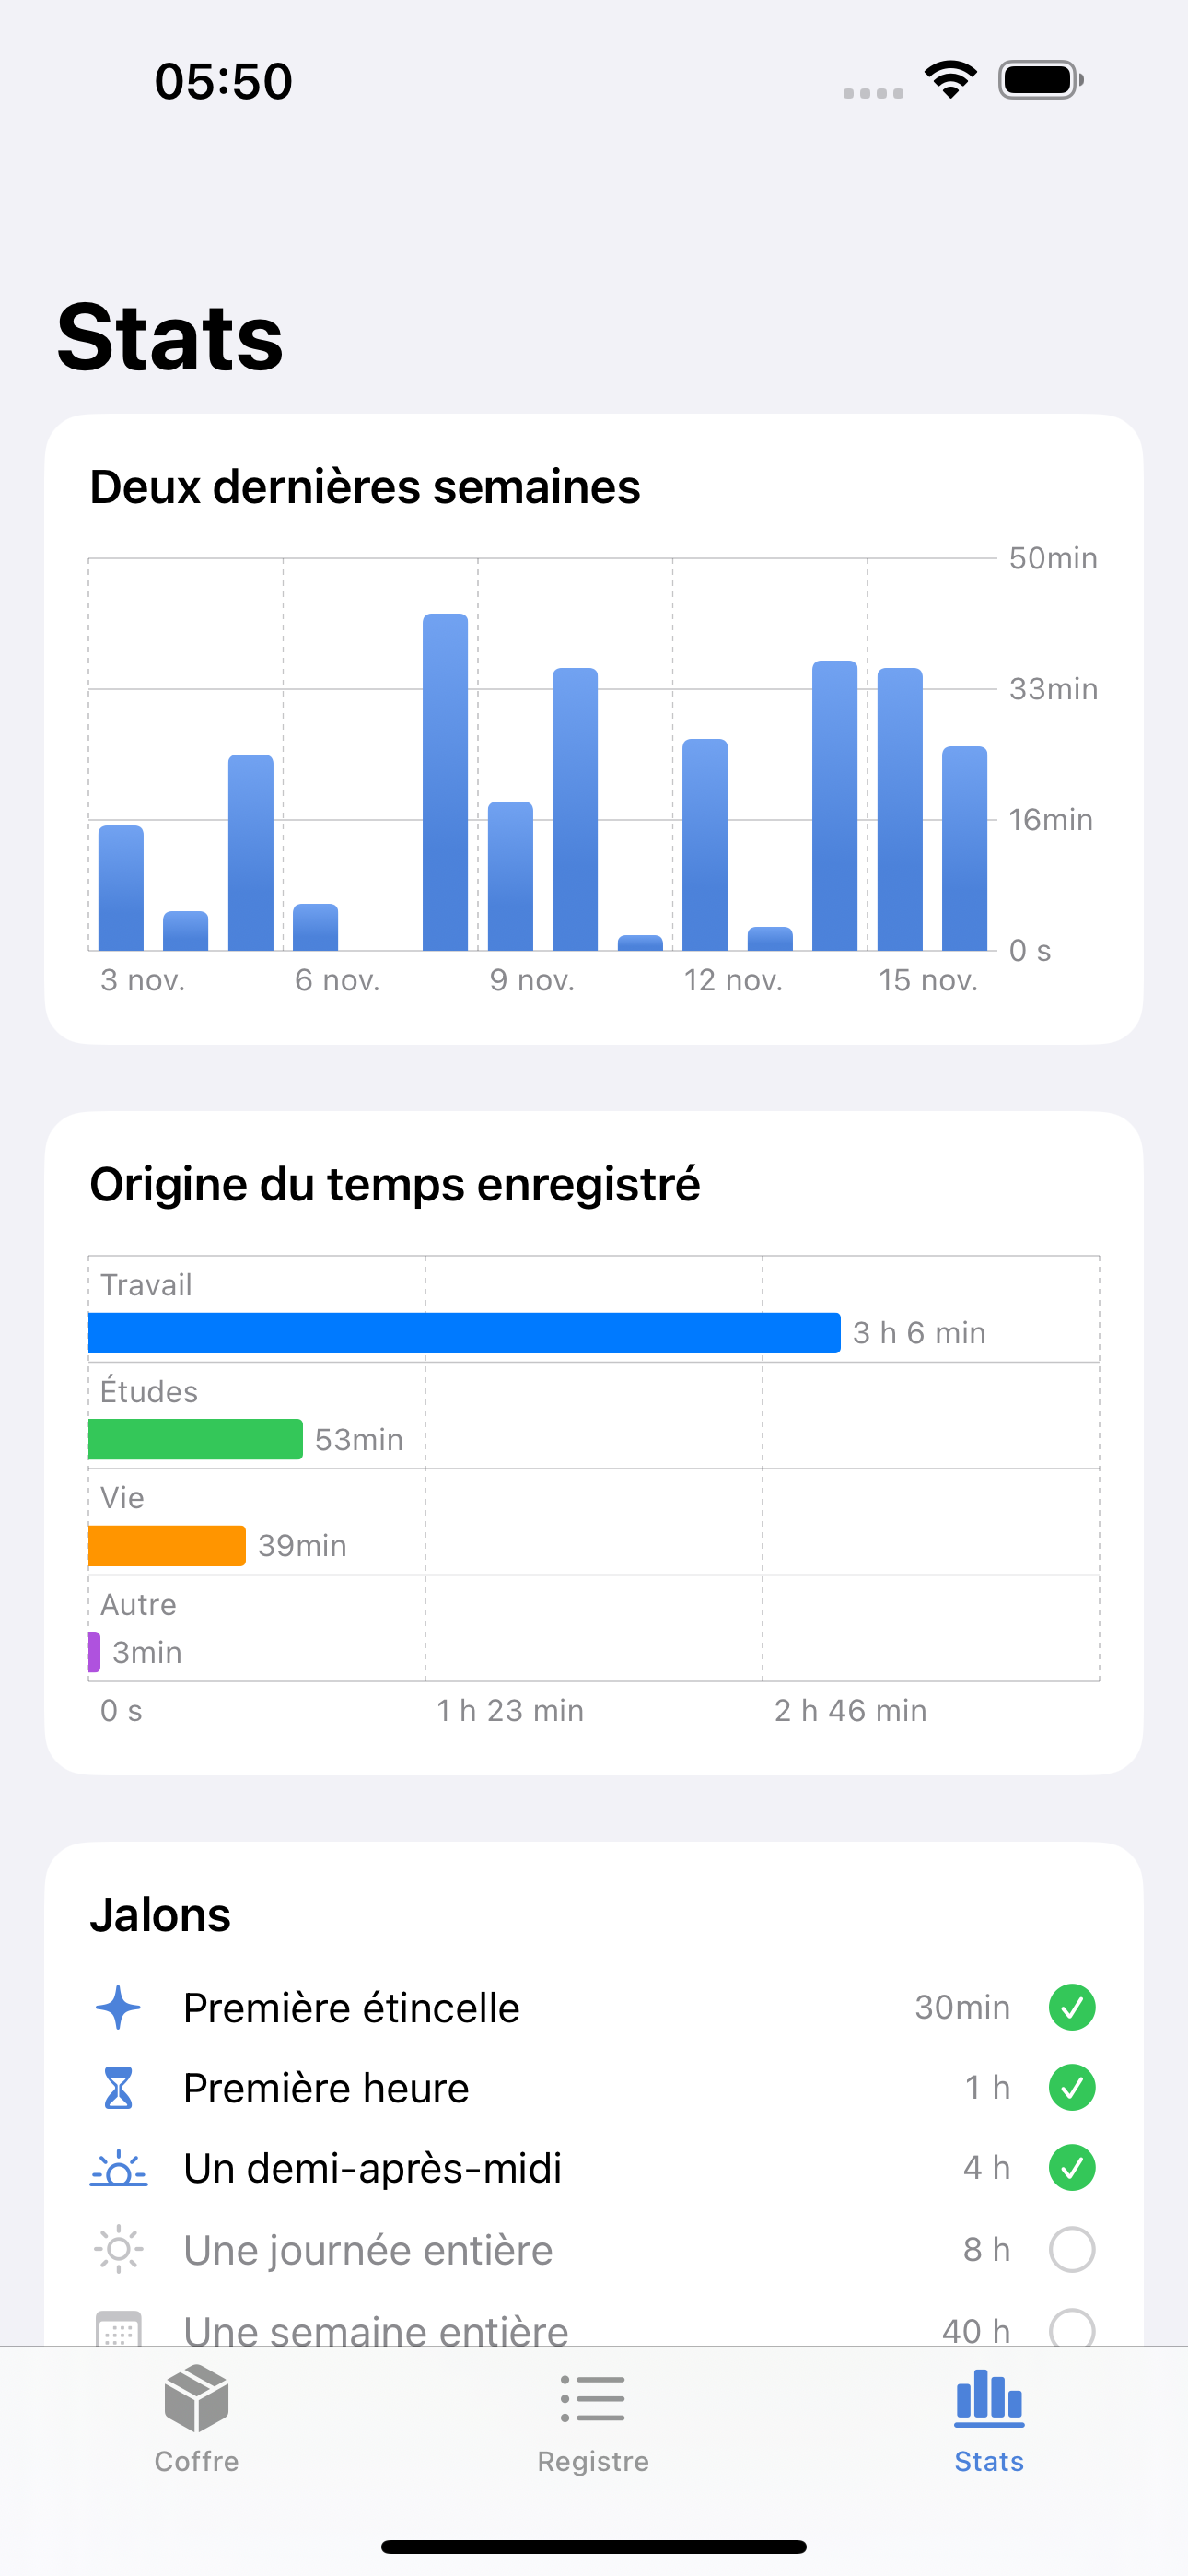 05:50
Stats
Deux dernières semaines
50min
33min
16min
0 s
3 nov.
6 nov.
9 nov.
12 nov.
15 nov.
Origine du temps enregistré
Travail
3 h 6 min
Études
53min
Vie
39min
Autre
3min
0 s
1 h 23 min
2 h 46 min
Jalons
Première étincelle 30min
Première heure 1 h
Un demi-après-midi 4 h
Une journée entière 8 h
Une semaine entière 40 h
Coffre
Registre
Stats